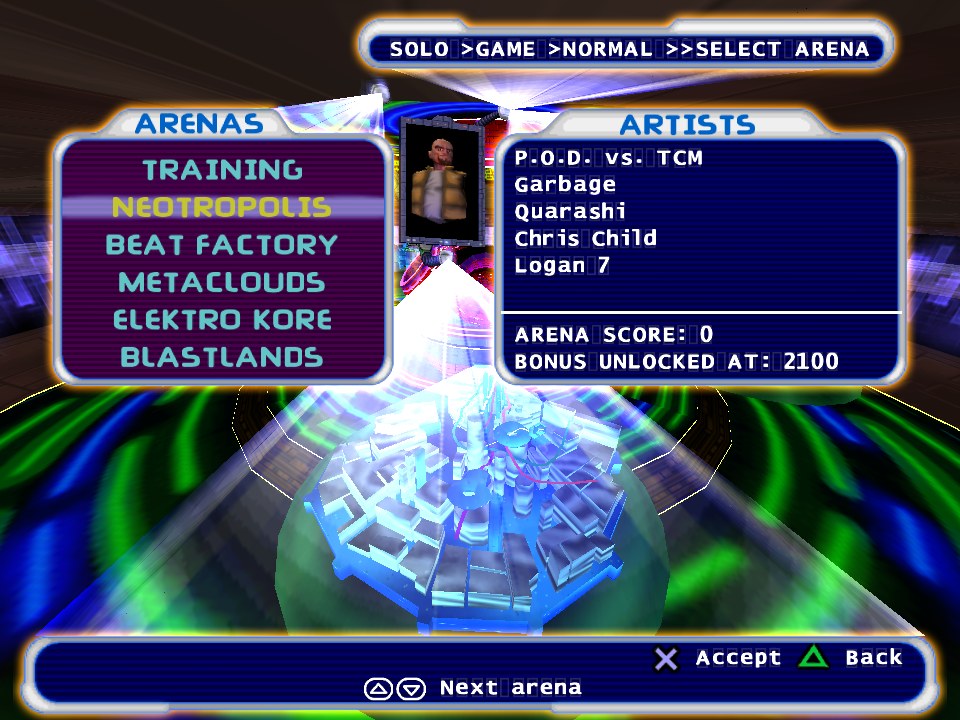 SOLO >GAME >NORMAL >>SELECT ARENA
ARENAS
TRAINING
NEOTROPOLIS
BEAT FACTORY
METACLOUDS
ELEKTRO KORE
BLASTLANDS
ARTISTS
P.O.D. vs. TCM
Garbage
Quarashi
Chris Child
Logan 7
ARENA SCORE: 0
BONUS UNLOCKED AT: 2100
Accept Back
Next arena